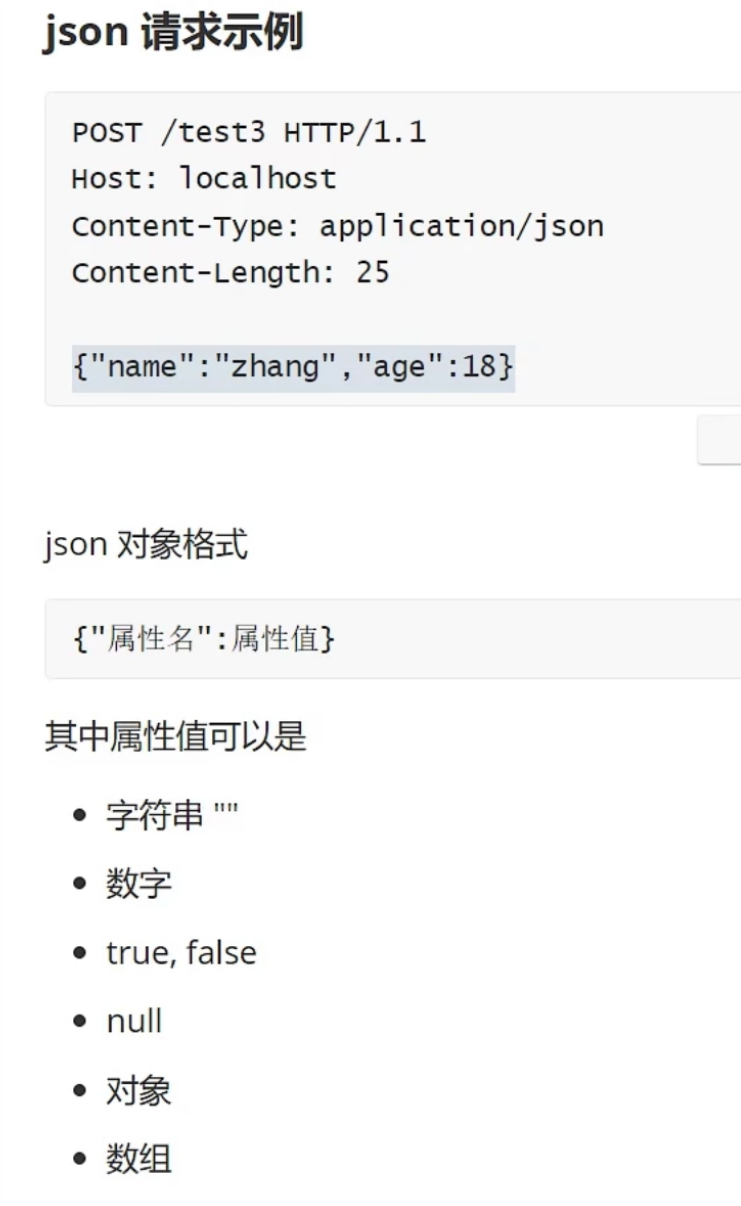 json 请求示例
POST /test3 HTTP/1.1
Host: localhost
Content-Type: application/json
Content-Length: 25
{"name":"zhang","age":18}
json 对象格式
{"属性名":属性值}
其中属性值可以是
• 字符串 ""
• 数字
• true, false
• null
• 对象
• 数组